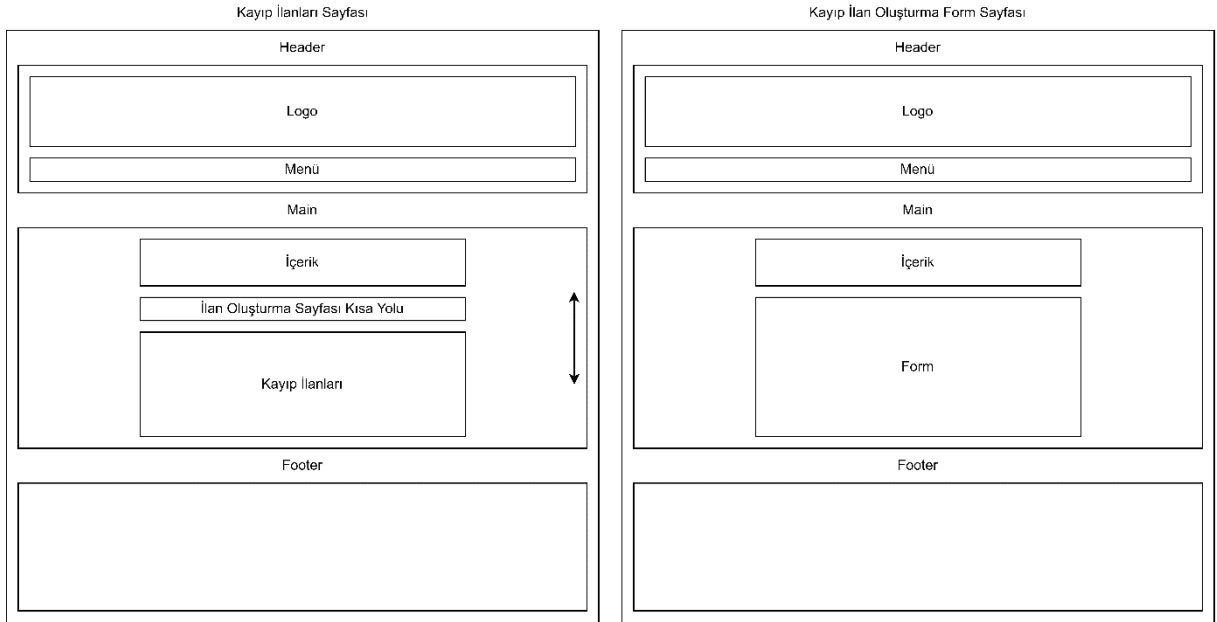 Kayıp İlanları Sayfası
Header
Logo
Menü
Main
İçerik
İlan Oluşturma Sayfası Kısa Yolu
Kayıp İlanları
Footer
Kayıp İlan Oluşturma Form Sayfası
Header
Logo
Menü
Main
İçerik
Form
Footer